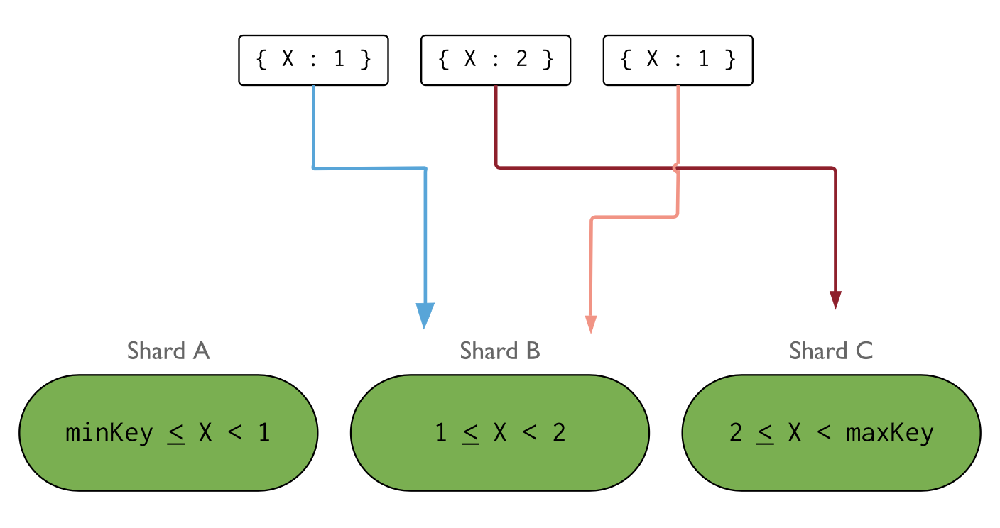 { X : 1 }
{ X : 2 }
{ X : 1 }
Shard A
Shard B
Shard C
minKey ≤ X < 1
1 ≤ X < 2
2 ≤ X < maxKey